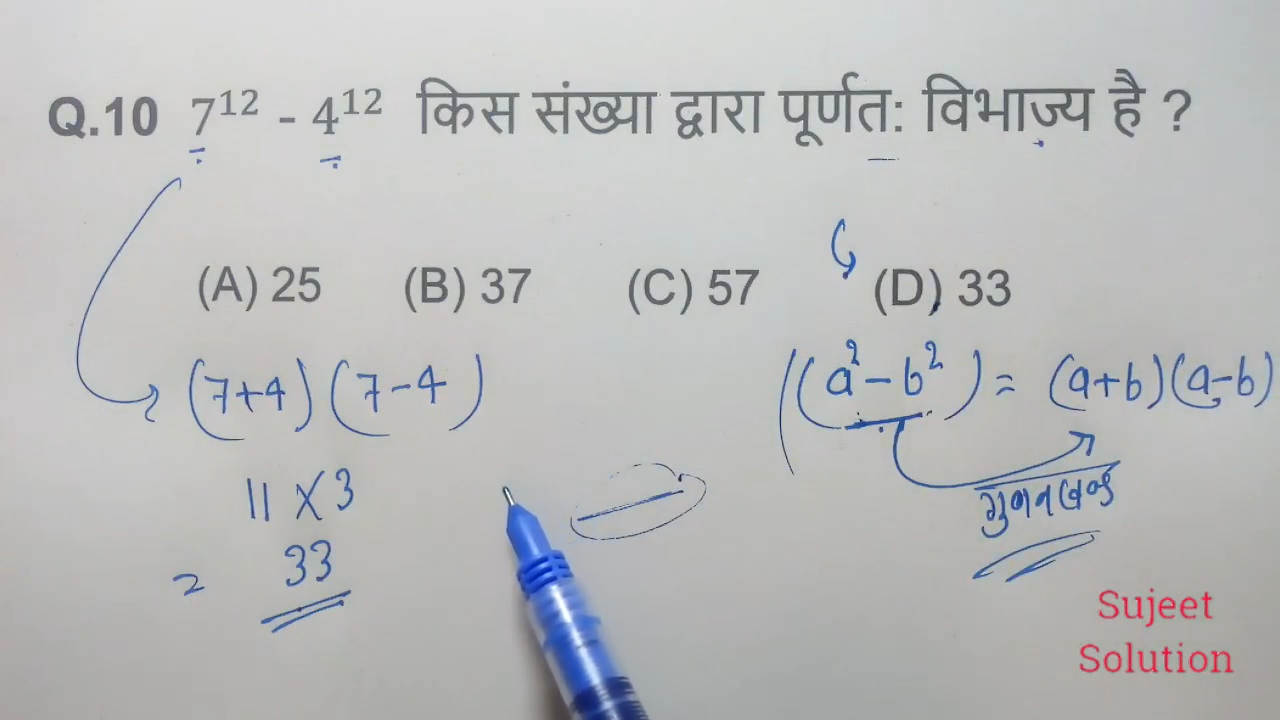 Q.10 7¹² - 4¹² किस संख्या द्वारा पूर्णत: विभाज्य है ?
(A) 25 (B) 37 (C) 57 (D) 33
(7+4) (7-4)
((a²-b²) = (a+b)(a-b)
11 X 3
गुणनखण्ड
= 33
Sujeet
Solution